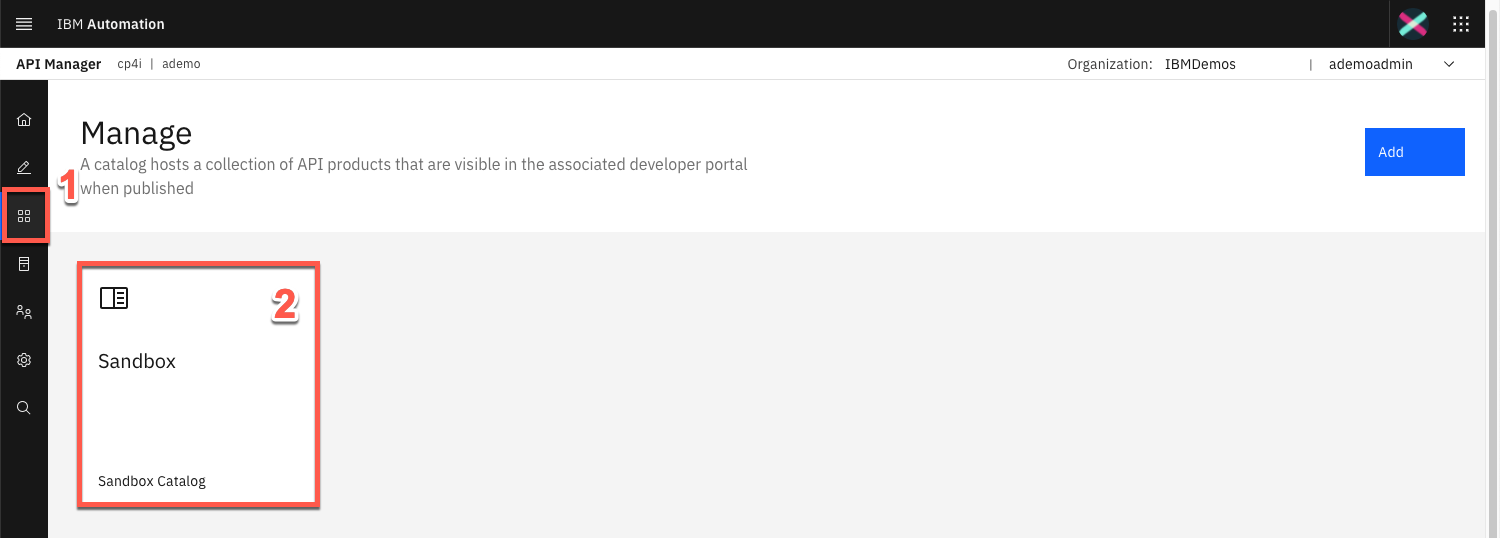 IBM Automation
API Manager cp4i | ademo Organization: IBMDemos | ademoadmin
Manage
A catalog hosts a collection of API products that are visible in the associated developer portal
when published
Add
1
2
Sandbox
Sandbox Catalog